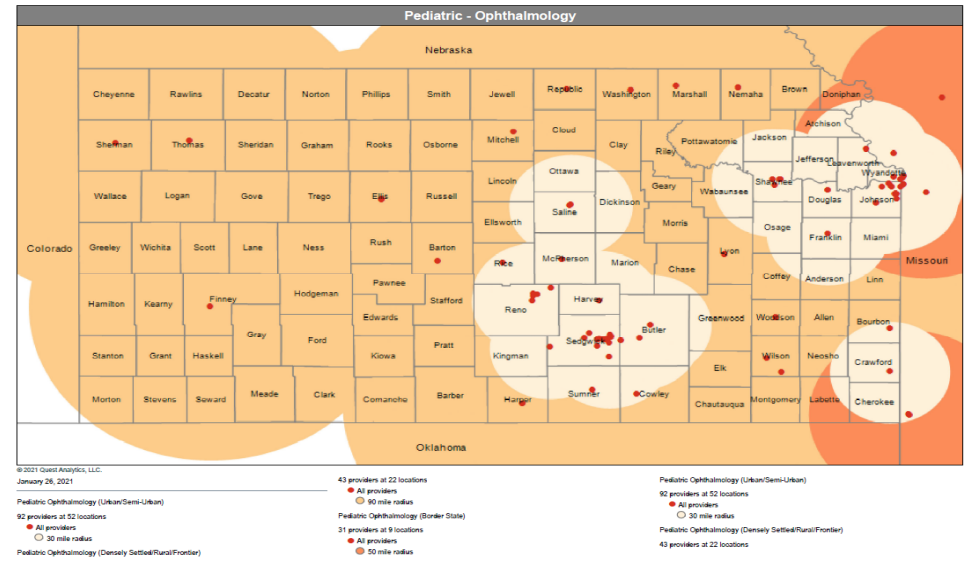 Pediatric - Ophthalmology
Nebraska
Cheyenne
Rawlins
Decatur
Norton
Phillips
Smith
Jewell
Republic
Washington
Marshall
Nemaha
Brown
Doniphan
Atchison
Sherman
Thomas
Sheridan
Graham
Rooks
Osborne
Mitchell
Cloud
Clay
Riley
Pottawatomie
Jackson
Jefferson
Leavenworth
Wyandotte
Wallace
Logan
Gove
Trego
Ellis
Russell
Lincoln
Ottawa
Saline
Dickinson
Geary
Wabaunsee
Shawnee
Douglas
Johnson
Ellsworth
Morris
Osage
Franklin
Miami
Colorado
Greeley
Wichita
Scott
Lane
Ness
Rush
Barton
Rice
McPherson
Marion
Chase
Lyon
Coffey
Anderson
Linn
Missouri
Hamilton
Kearny
Finney
Hodgeman
Pawnee
Edwards
Stafford
Reno
Harvey
Sedgwick
Butler
Greenwood
Woodson
Allen
Bourbon
Stanton
Grant
Haskell
Gray
Ford
Kiowa
Pratt
Kingman
Elk
Wilson
Neosho
Crawford
Morton
Stevens
Seward
Meade
Clark
Comanche
Barber
Harper
Sumner
Cowley
Chautauqua
Montgomery
Labette
Cherokee
Oklahoma
© 2021 Quest Analytics, LLC.
January 26, 2021
Pediatric Ophthalmology (Urban/Semi-Urban)
92 providers at 52 locations
All providers
30 mile radius
Pediatric Ophthalmology (Densely Settled/Rural/Frontier)
43 providers at 22 locations
All providers
90 mile radius
Pediatric Ophthalmology (Border State)
31 providers at 9 locations
All providers
50 mile radius
Pediatric Ophthalmology (Urban/Semi-Urban)
92 providers at 52 locations
All providers
30 mile radius
Pediatric Ophthalmology (Densely Settled/Rural/Frontier)
43 providers at 22 locations